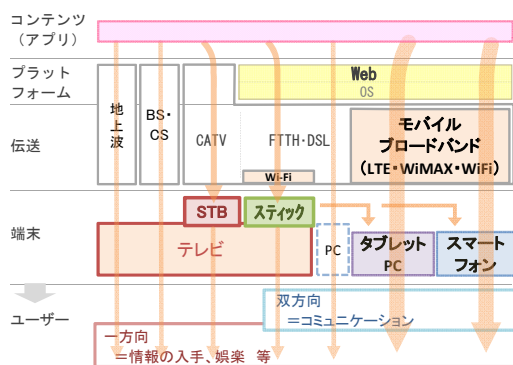 コンテンツ
（アプリ）
プラット
フォーム
Web
OS
地上波
BS・
CS
伝送
CATV
FTTH・DSL
モバイル
ブロードバンド
（LTE・WiMAX・WiFi）
Wi-Fi
端末
STB
スティック
テレビ
PC
タブレット
PC
スマート
フォン
ユーザー
双方向
＝コミュニケーション
一方向
＝情報の入手、娯楽　等